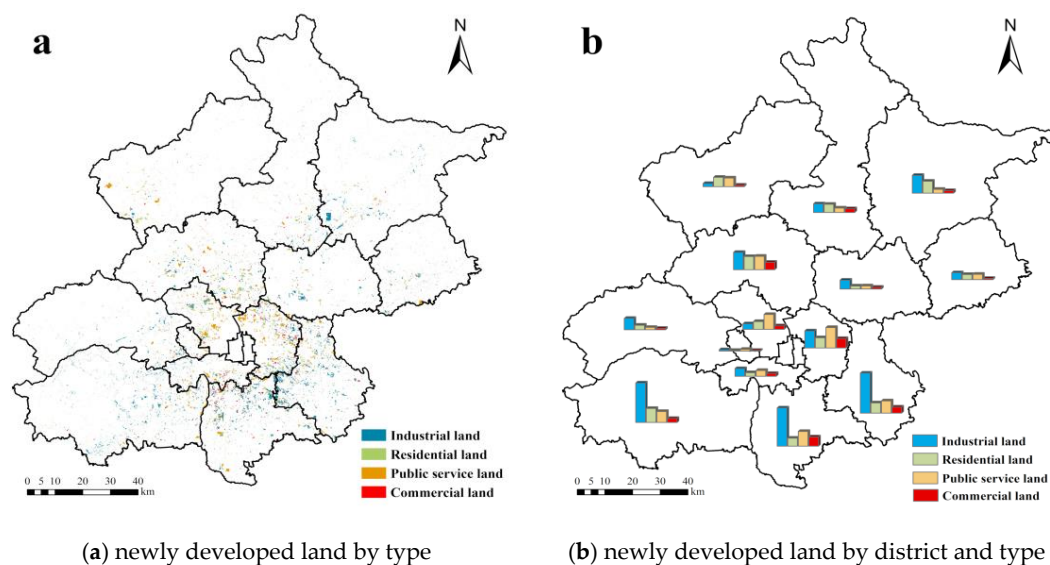 a
N
Industrial land
Residential land
Public service land
Commercial land
0 5 10 20 30 40
km
(a) newly developed land by type
b
N
Industrial land
Residential land
Public service land
Commercial land
0 5 10 20 30 40
km
(b) newly developed land by district and type